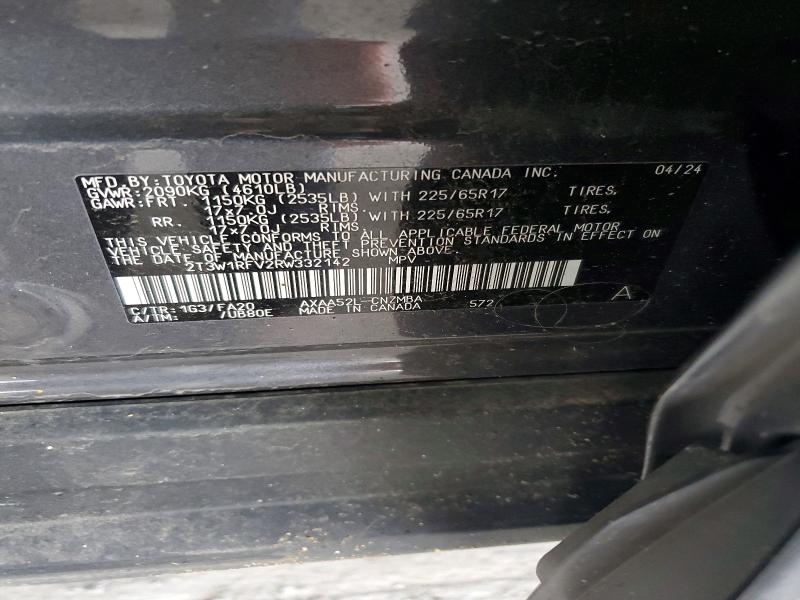 MFD BY:TOYOTA MOTOR MANUFACTURING CANADA INC. 04/24
GVWR:2090KG (4610LB)
GAWR:FRT. 1150KG (2535LB) WITH 225/65R17 TIRES,
17x7.0J RIMS
RR. 1150KG (2535LB) WITH 225/65R17 TIRES,
17x7.0J RIMS
THIS VEHICLE CONFORMS TO ALL APPLICABLE FEDERAL MOTOR
VEHICLE SAFETY AND THEFT PREVENTION STANDARDS IN EFFECT ON
THE DATE OF MANUFACTURE SHOWN ABOVE.
2T3W1RFV2RW332142 MPV
C/TR:1G3/FA20 AXAA52L-CNZMBA 572 A
A/TM: /UB80E MADE IN CANADA